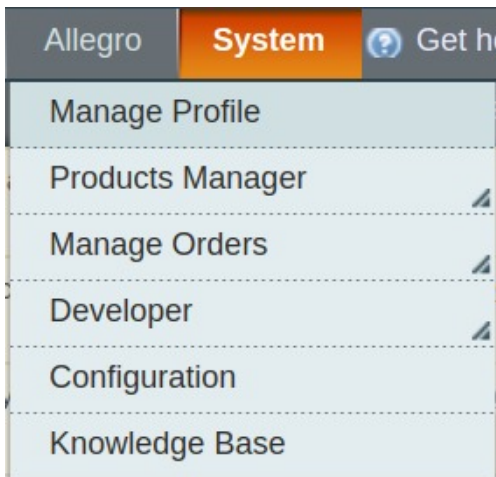 Allegro System Get h
Manage Profile
Products Manager
Manage Orders
Developer
Configuration
Knowledge Base